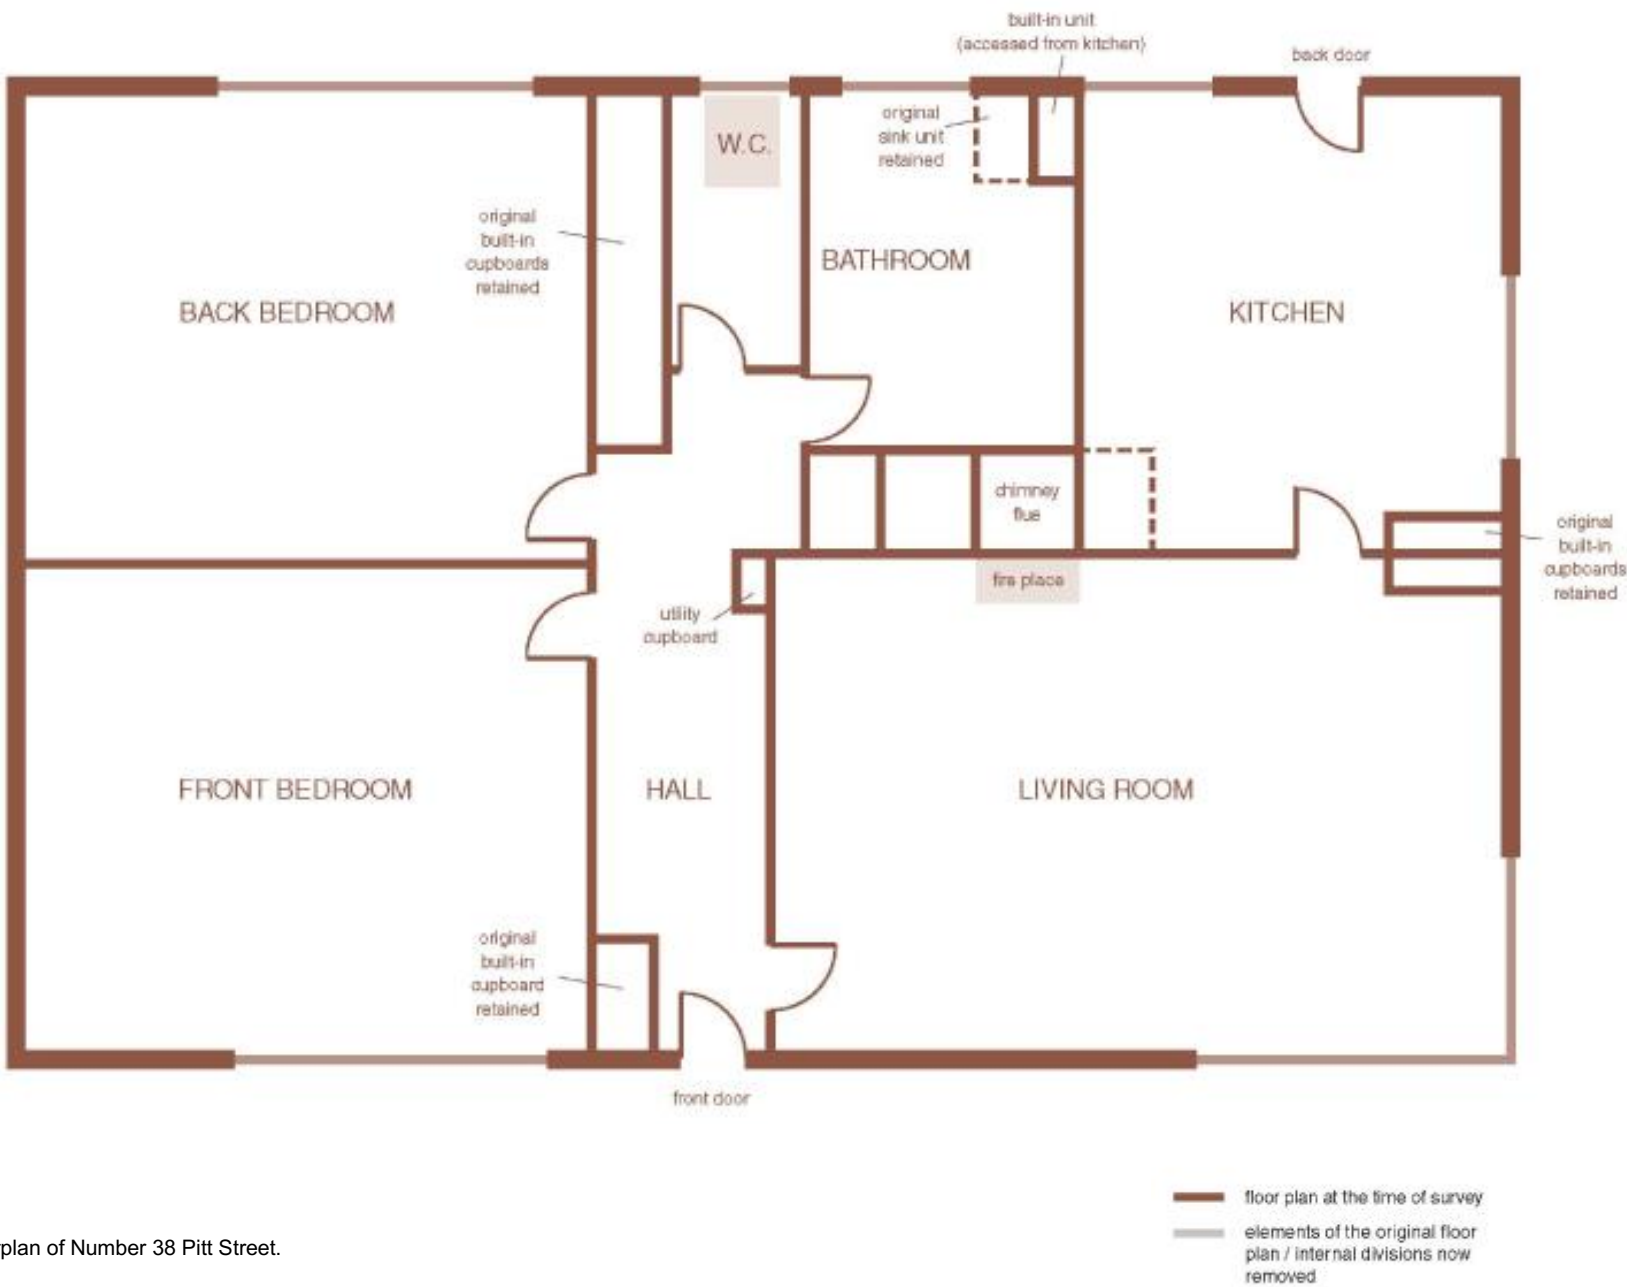 built-in unit
(accessed from kitchen)
back door
original
sink unit
retained
W.C.
original
built-in
cupboards
retained
BATHROOM
BACK BEDROOM
KITCHEN
chimney
flue
original
built-in
cupboards
retained
fire place
utility
cupboard
FRONT BEDROOM
HALL
LIVING ROOM
original
built-in
cupboard
retained
front door
floor plan at the time of survey
elements of the original floor
plan / internal divisions now
removed
plan of Number 38 Pitt Street.